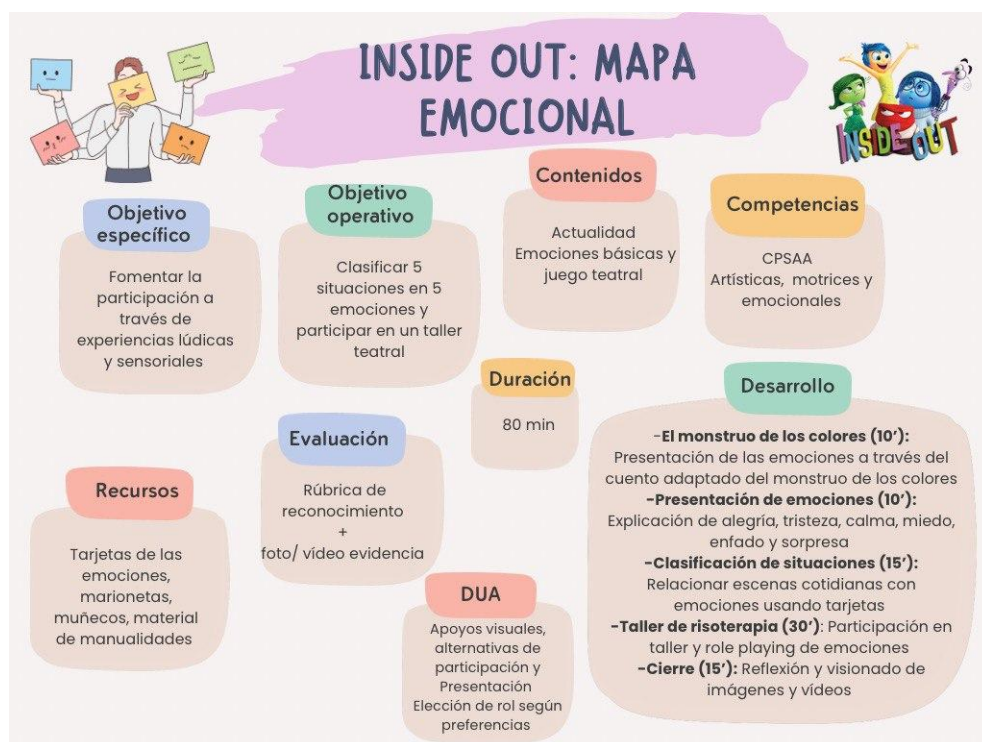 INSIDE OUT: MAPA
EMOCIONAL
INSIDE OUT
Objetivo
específico
Fomentar la
participación a
través de
experiencias lúdicas
y sensoriales
Objetivo
operativo
Clasificar 5
situaciones en 5
emociones y
participar en un taller
teatral
Contenidos
Actualidad
Emociones básicas y
juego teatral
Competencias
CPSAA
Artísticas, motrices y
emocionales
Duración
80 min
Desarrollo
-El monstruo de los colores (10’):
Presentación de las emociones a través del
cuento adaptado del monstruo de los colores
-Presentación de emociones (10’):
Explicación de alegría, tristeza, calma, miedo,
enfado y sorpresa
-Clasificación de situaciones (15’):
Relacionar escenas cotidianas con
emociones usando tarjetas
-Taller de risoterapia (30’): Participación en
taller y role playing de emociones
-Cierre (15’): Reflexión y visionado de
imágenes y vídeos
Evaluación
Rúbrica de
reconocimiento
+
foto/ vídeo evidencia
Recursos
Tarjetas de las
emociones,
marionetas,
muñecos, material
de manualidades
DUA
Apoyos visuales,
alternativas de
participación y
Presentación
Elección de rol según
preferencias